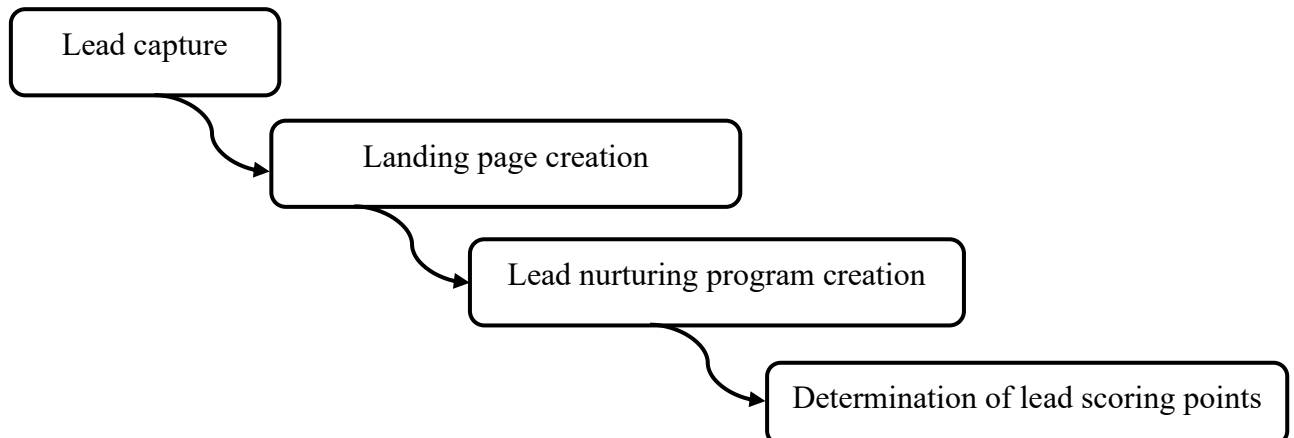 Lead capture
Landing page creation
Lead nurturing program creation
Determination of lead scoring points